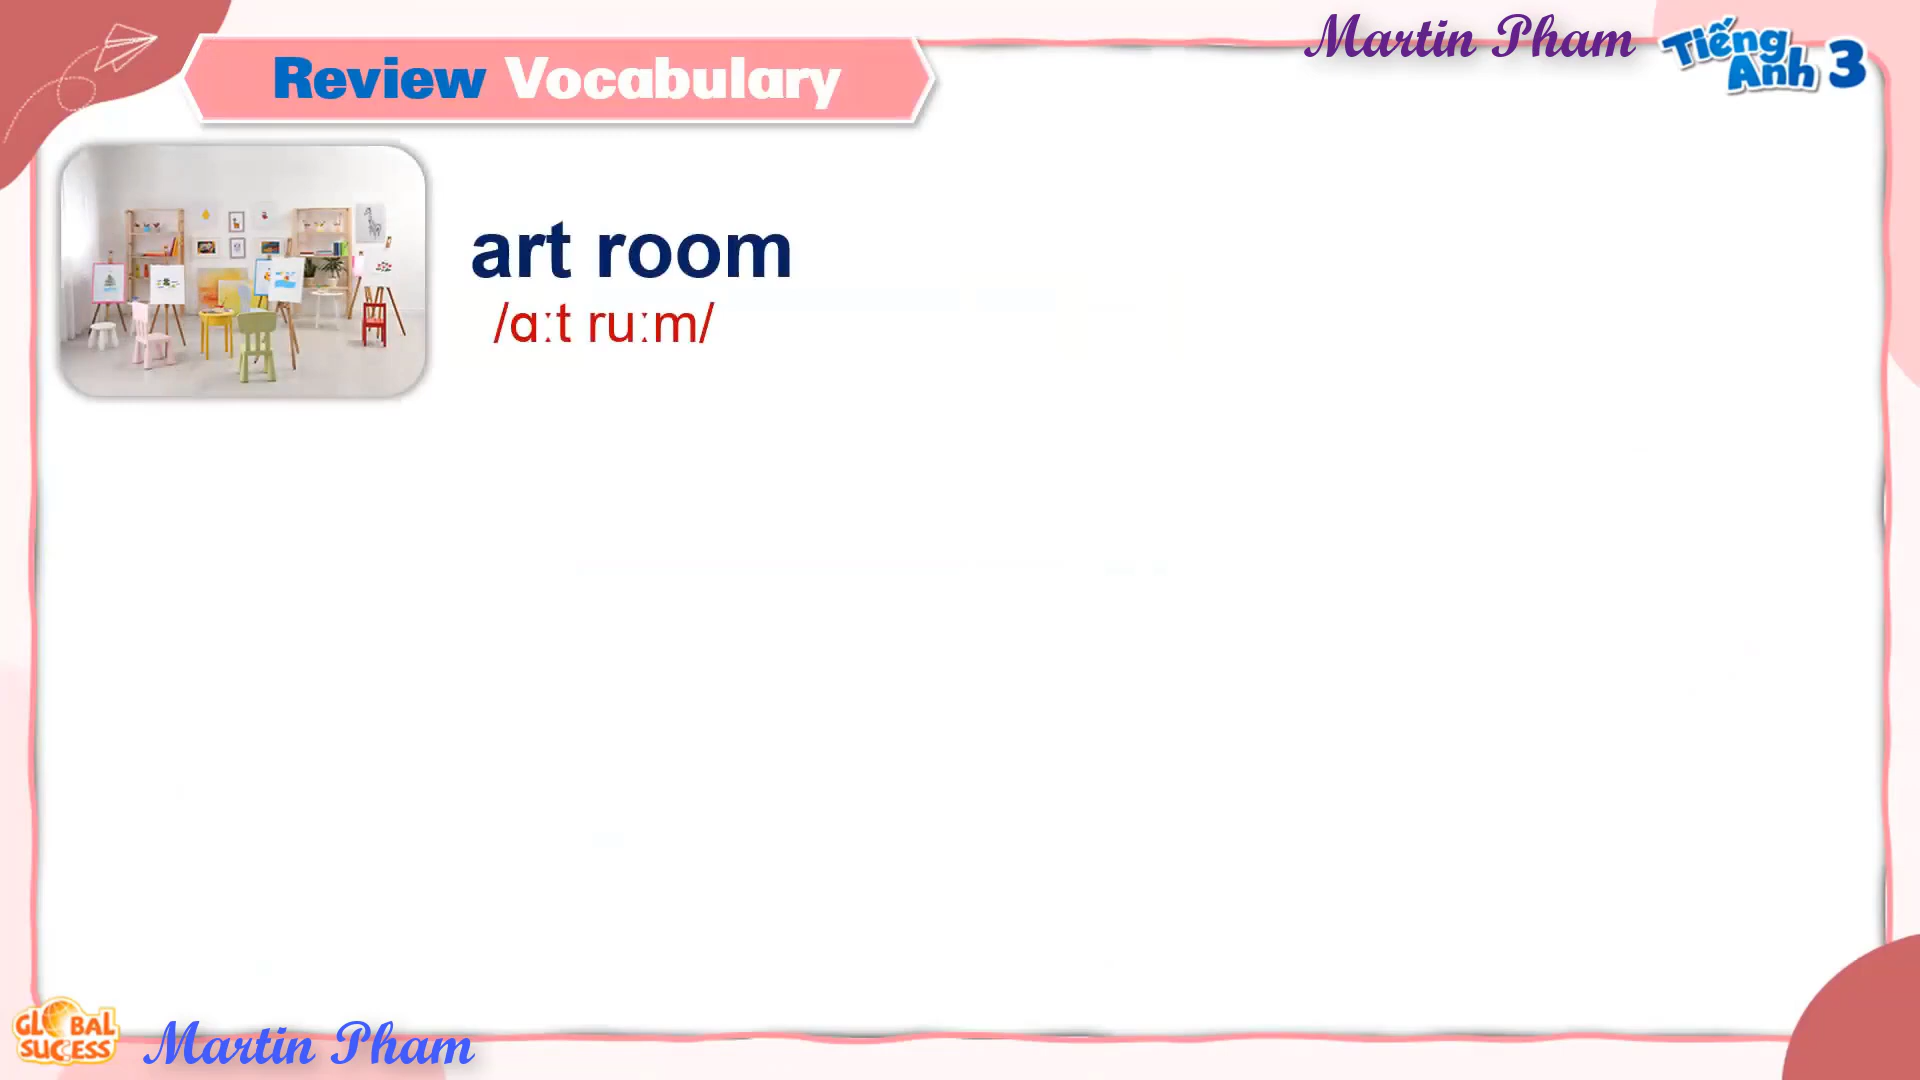 Martin Pham
Tiếng Anh 3
Review Vocabulary
art room
/ɑːt ruːm/
GLOBAL SUCCESS
Martin Pham